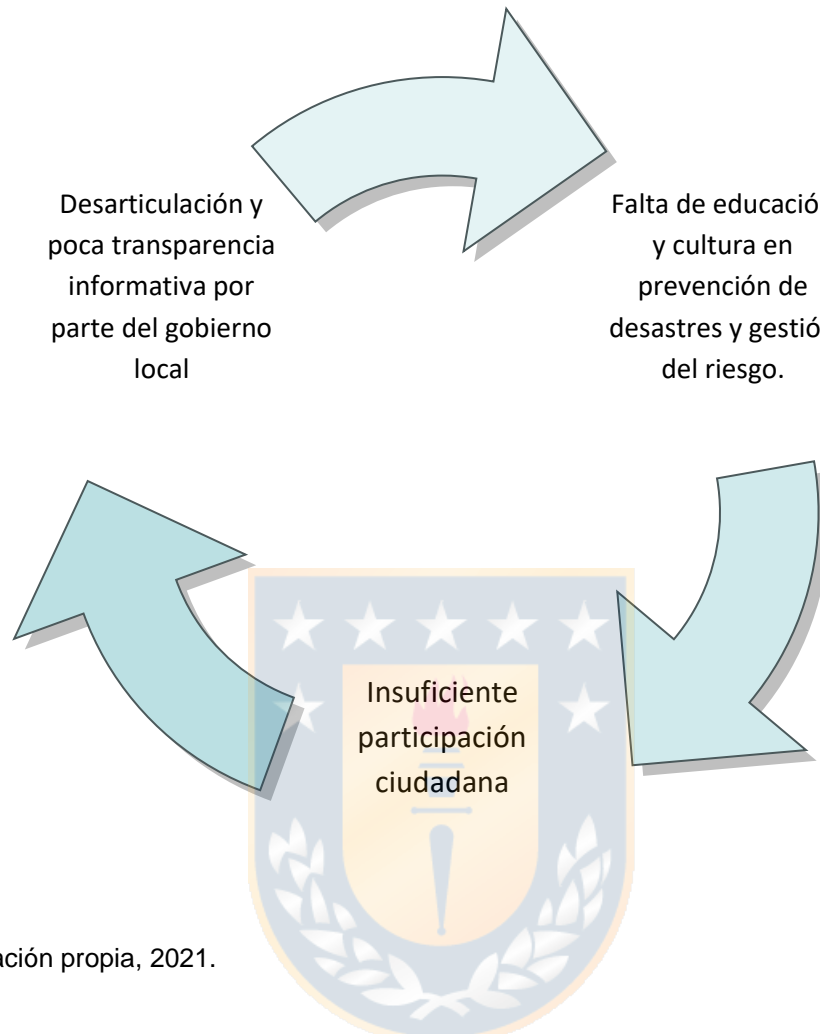 Desarticulación y
poca transparencia
informativa por
parte del gobierno
local
Falta de educació
y cultura en
prevención de
desastres y gestió
del riesgo.
Insuficiente
participación
ciudadana
ación propia, 2021.